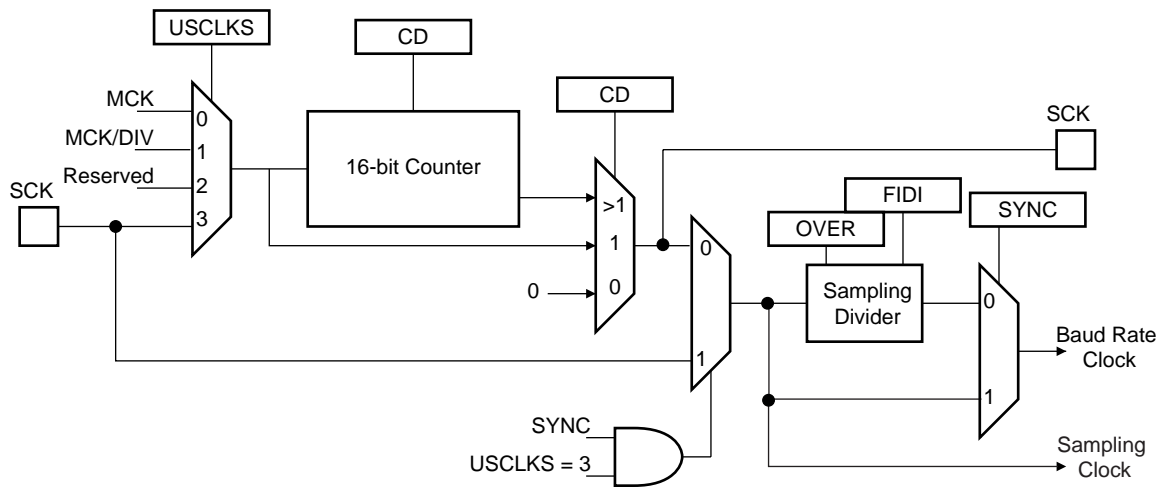 USCLKS
CD
CD
MCK
0
SCK
MCK/DIV
1
16-bit Counter
Reserved
2
FIDI
SCK
3
>1
SYNC
OVER
1
0
0
0
Sampling
Divider
0
Baud Rate
Clock
1
1
SYNC
Sampling
Clock
USCLKS = 3